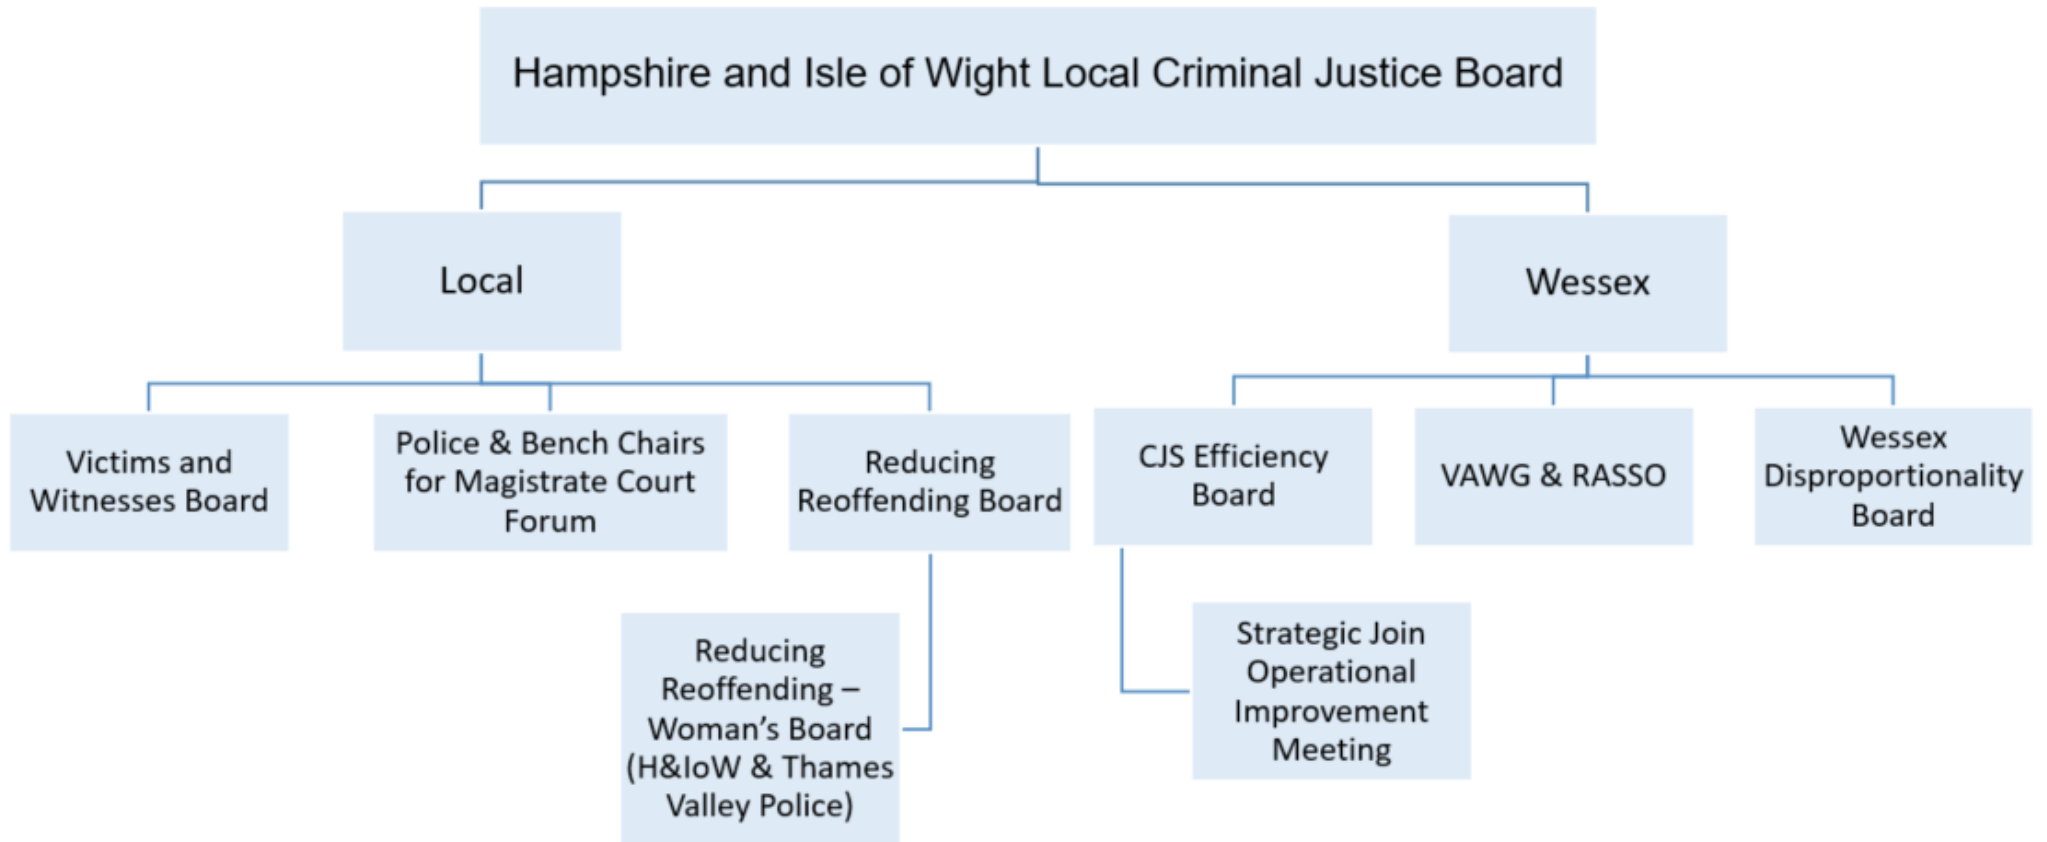 Hampshire and Isle of Wight Local Criminal Justice Board
Local
Wessex
Victims and
Witnesses Board
Police & Bench Chairs
for Magistrate Court
Forum
Reducing
Reoffending Board
CJS Efficiency
Board
VAWG & RASSO
Wessex
Disproportionality
Board
Reducing
Reoffending –
Woman’s Board
(H&IoW & Thames
Valley Police)
Strategic Join
Operational
Improvement
Meeting